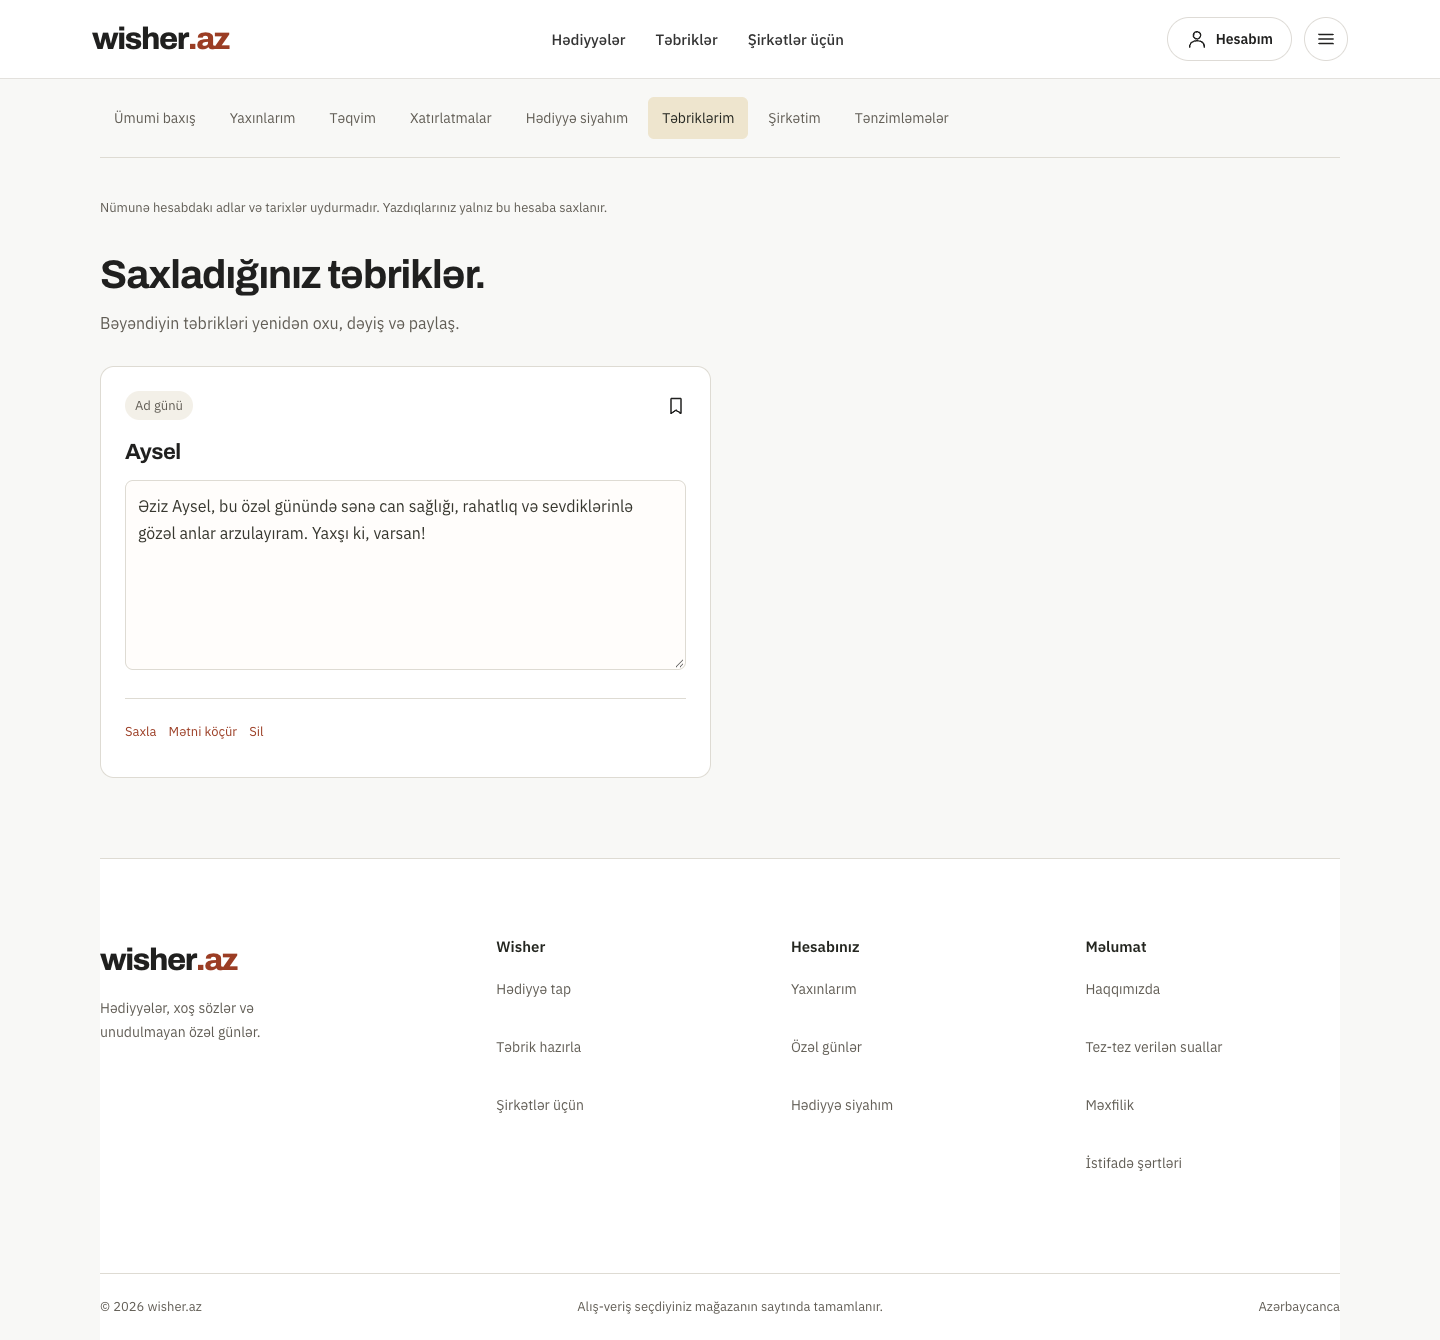 wisher.az
Hədiyyələr Təbriklər Şirkətlər üçün
Hesabım
Ümumi baxış Yaxınlarım Təqvim Xatırlatmalar Hədiyyə siyahım Təbriklərim Şirkətim Tənzimləmələr
Nümunə hesabdakı adlar və tarixlər uydurmadır. Yazdıqlarınız yalnız bu hesaba saxlanır.
Saxladığınız təbriklər.
Bəyəndiyin təbrikləri yenidən oxu, dəyiş və paylaş.
Ad günü
Aysel
Əziz Aysel, bu özəl günündə sənə can sağlığı, rahatlıq və sevdiklərinlə
gözəl anlar arzulayıram. Yaxşı ki, varsan!
Saxla Mətni köçür Sil
wisher.az
Hədiyyələr, xoş sözlər və
unudulmayan özəl günlər.
Wisher
Hədiyyə tap
Təbrik hazırla
Şirkətlər üçün
Hesabınız
Yaxınlarım
Özəl günlər
Hədiyyə siyahım
Məlumat
Haqqımızda
Tez-tez verilən suallar
Məxfilik
İstifadə şərtləri
© 2026 wisher.az
Alış-veriş seçdiyiniz mağazanın saytında tamamlanır.
Azərbaycanca